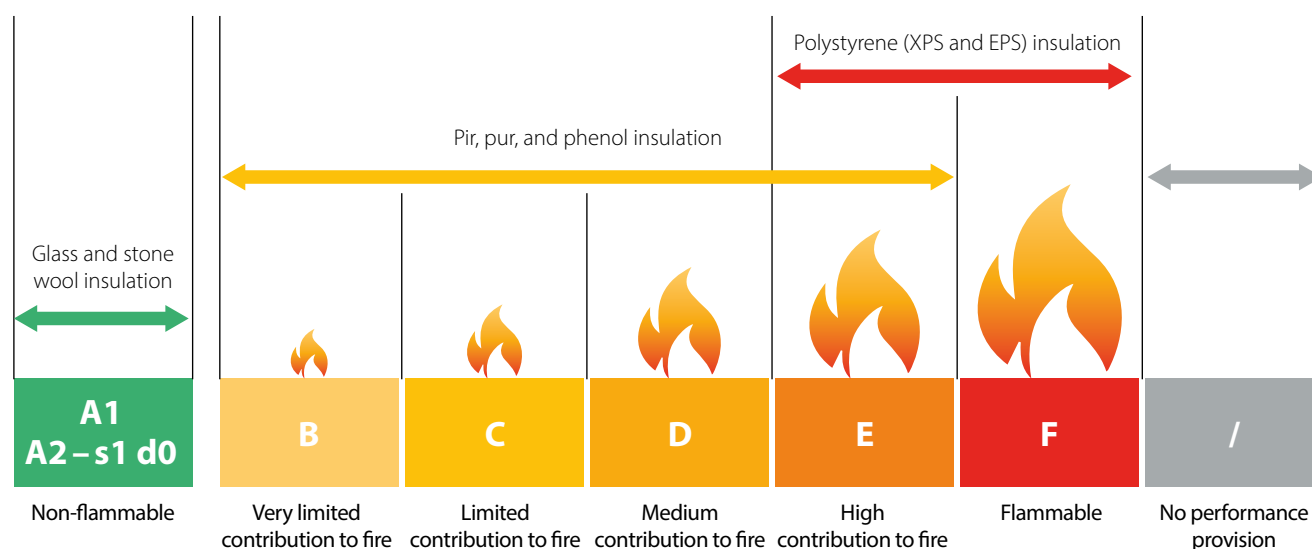 Polystyrene (XPS and EPS) insulation
Pir, pur, and phenol insulation
Glass and stone
wool insulation
A1
A2 – s1 d0
B
C
D
E
F
/
Non-flammable
Very limited
contribution to fire
Limited
contribution to fire
Medium
contribution to fire
High
contribution to fire
Flammable
No performance
provision